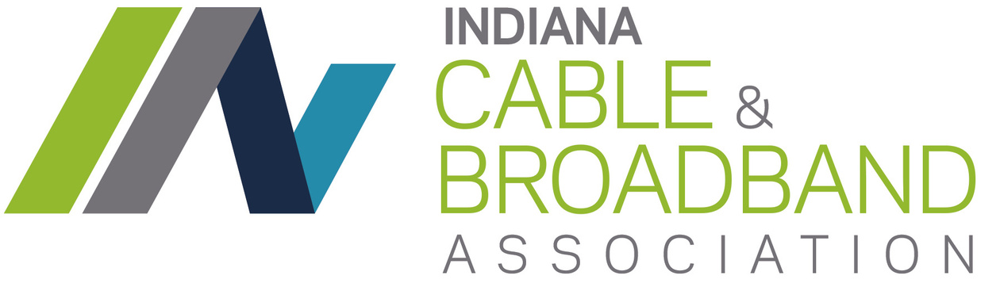 INDIANA
CABLE &
BROADBAND
ASSOCIATION